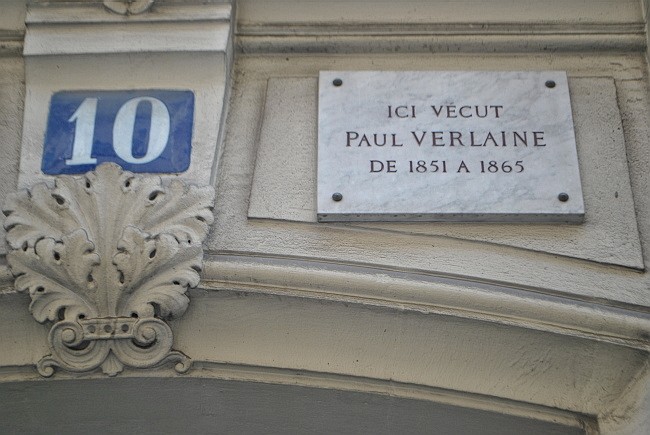 10
ICI VÉCUT
PAUL VERLAINE
DE 1851 A 1865